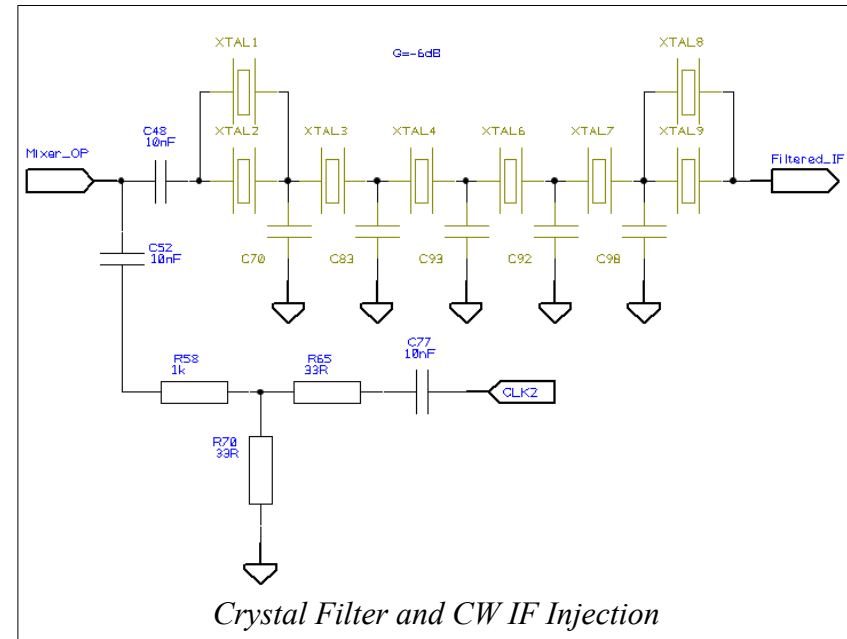 XTAL1
XTAL8
G=-6dB
C48
10nF
XTAL2
XTAL3
XTAL4
XTAL6
XTAL7
XTAL9
Mixer_OP
Filtered_IF
C52
10nF
C70
C83
C93
C92
C98
C77
10nF
R58
1k
R65
33R
CLK2
R70
33R
Crystal Filter and CW IF Injection